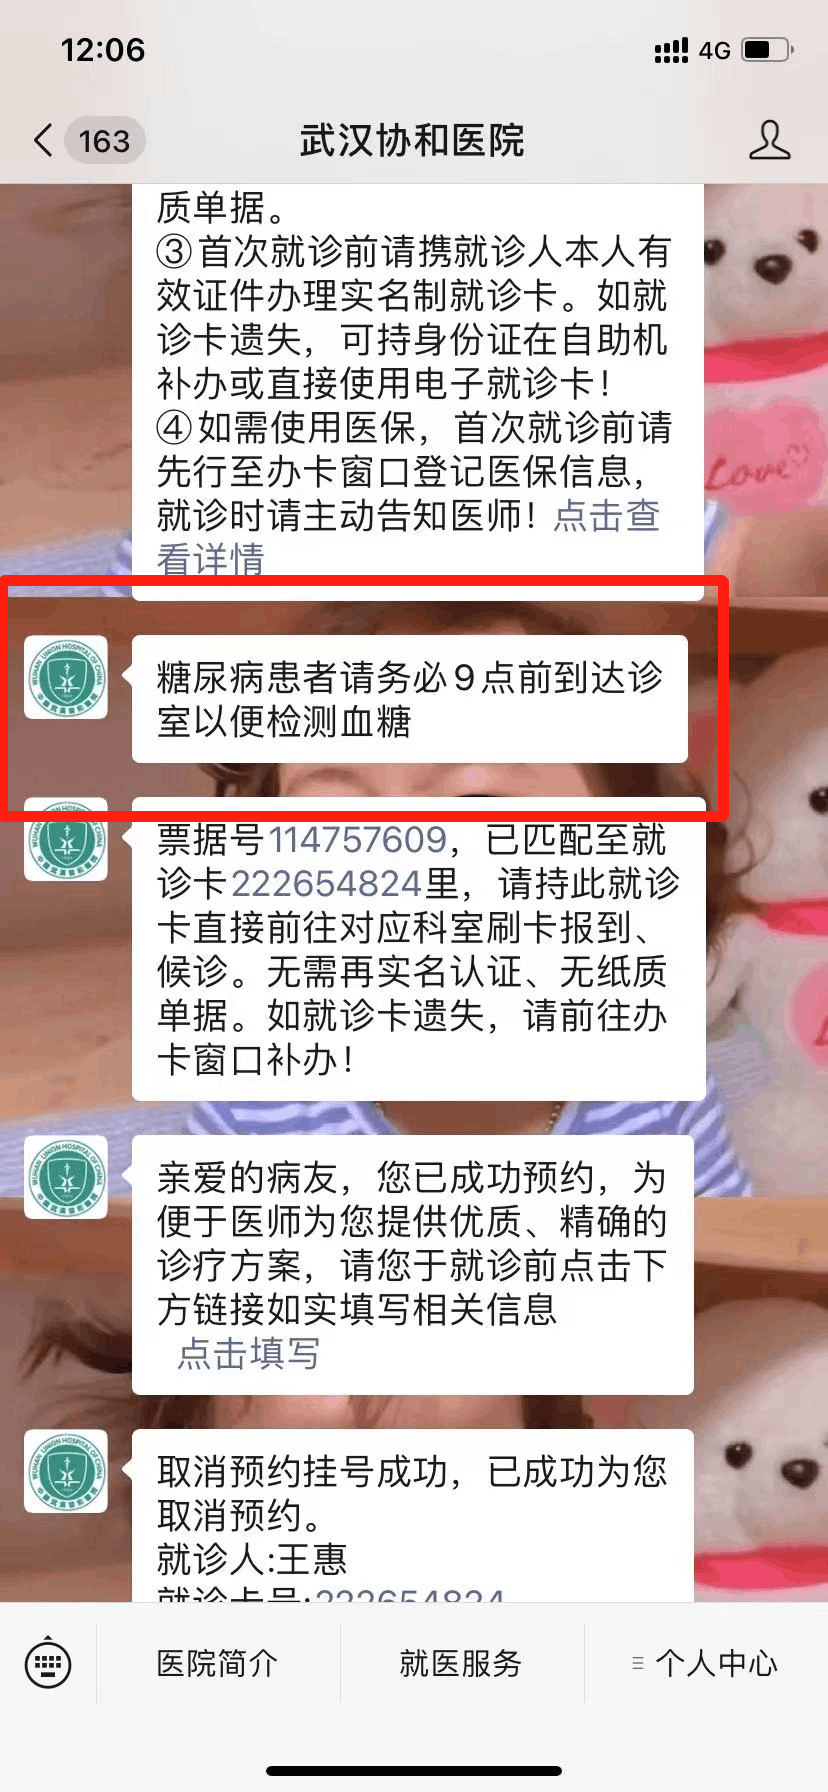 12:06
4G
163
武汉协和医院
质单据。
③首次就诊前请携就诊人本人有
效证件办理实名制就诊卡。如就
诊卡遗失，可持身份证在自助机
补办或直接使用电子就诊卡！
④如需使用医保，首次就诊前请
先行至办卡窗口登记医保信息，
就诊时请主动告知医师！点击查
看详情
Love
糖尿病患者请务必9点前到达诊
室以便检测血糖
票据号114757609，已匹配至就
诊卡222654824里，请持此就诊
卡直接前往对应科室刷卡报到、
候诊。无需再实名认证、无纸质
单据。如就诊卡遗失，请前往办
卡窗口补办！
亲爱的病友，您已成功预约，为
便于医师为您提供优质、精确的
诊疗方案，请您于就诊前点击下
方链接如实填写相关信息
点击填写
取消预约挂号成功，已成功为您
取消预约。
就诊人:王惠
就诊卡号:222654824
医院简介
就医服务
个人中心